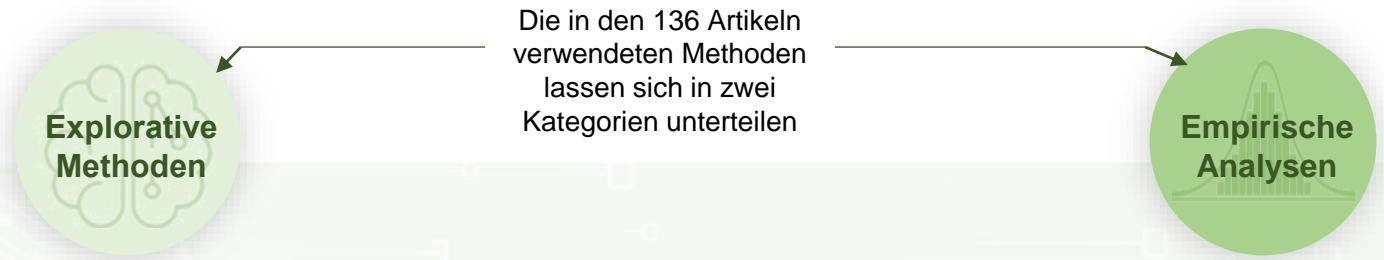 Die in den 136 Artikeln
verwendeten Methoden
lassen sich in zwei
Kategorien unterteilen
Explorative
Methoden
Empirische
Analysen